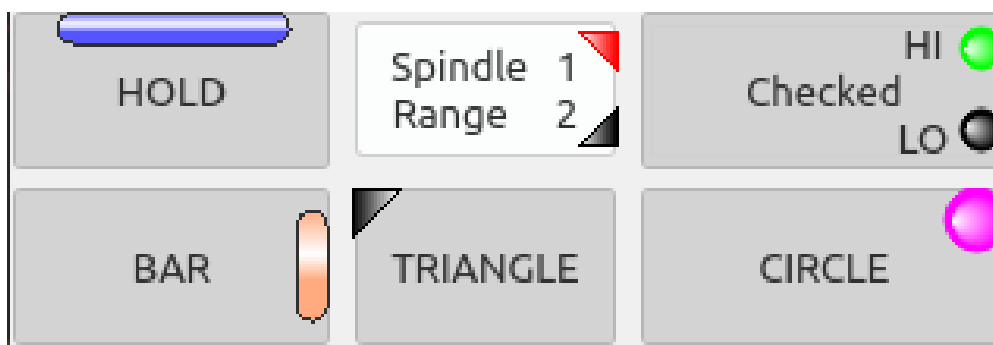 HOLD
Spindle 1
Range 2
HI
Checked
LO
BAR
TRIANGLE
CIRCLE